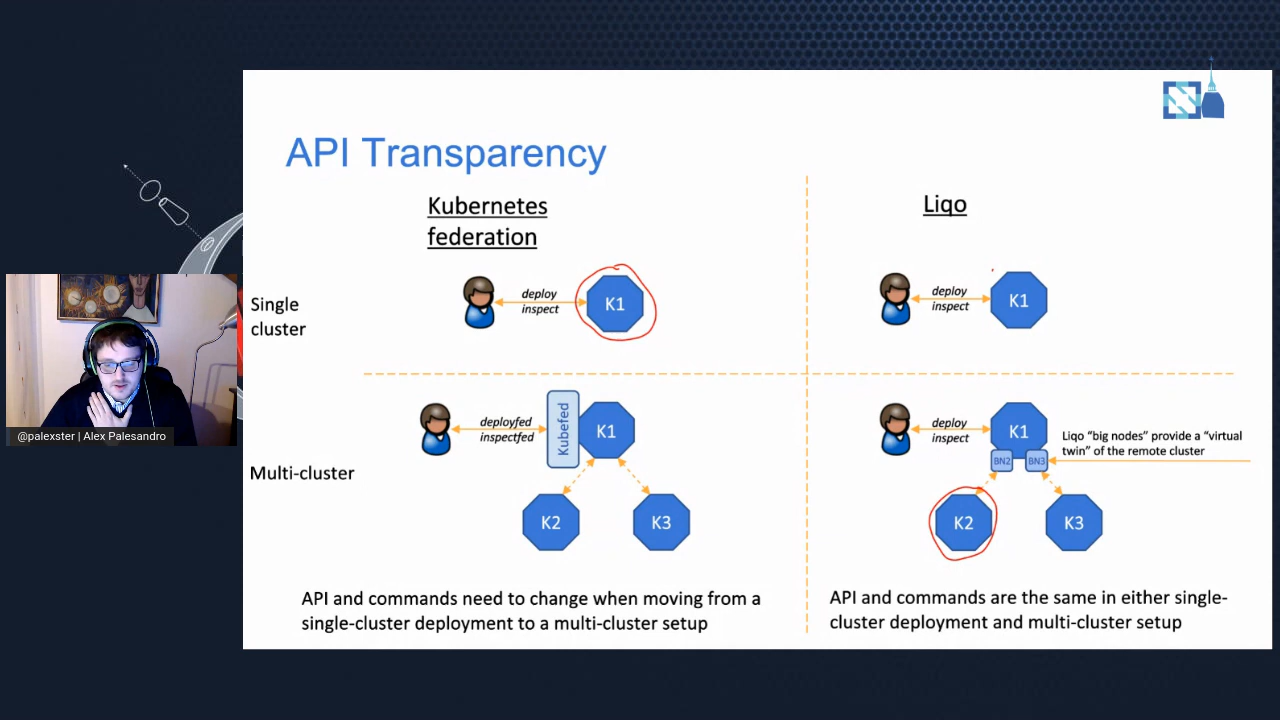 API Transparency
Kubernetes
federation
Liqo
Single
cluster
deploy
inspect
K1
deploy
inspect
K1
Multi-cluster
deployfed
inspectfed
Kubefed
K1
K2
K3
deploy
inspect
K1
BN2
BN3
Liqo “big nodes” provide a “virtual
twin” of the remote cluster
K2
K3
API and commands need to change when moving from a
single-cluster deployment to a multi-cluster setup
API and commands are the same in either single-
cluster deployment and multi-cluster setup
@palexster | Alex Palesandro